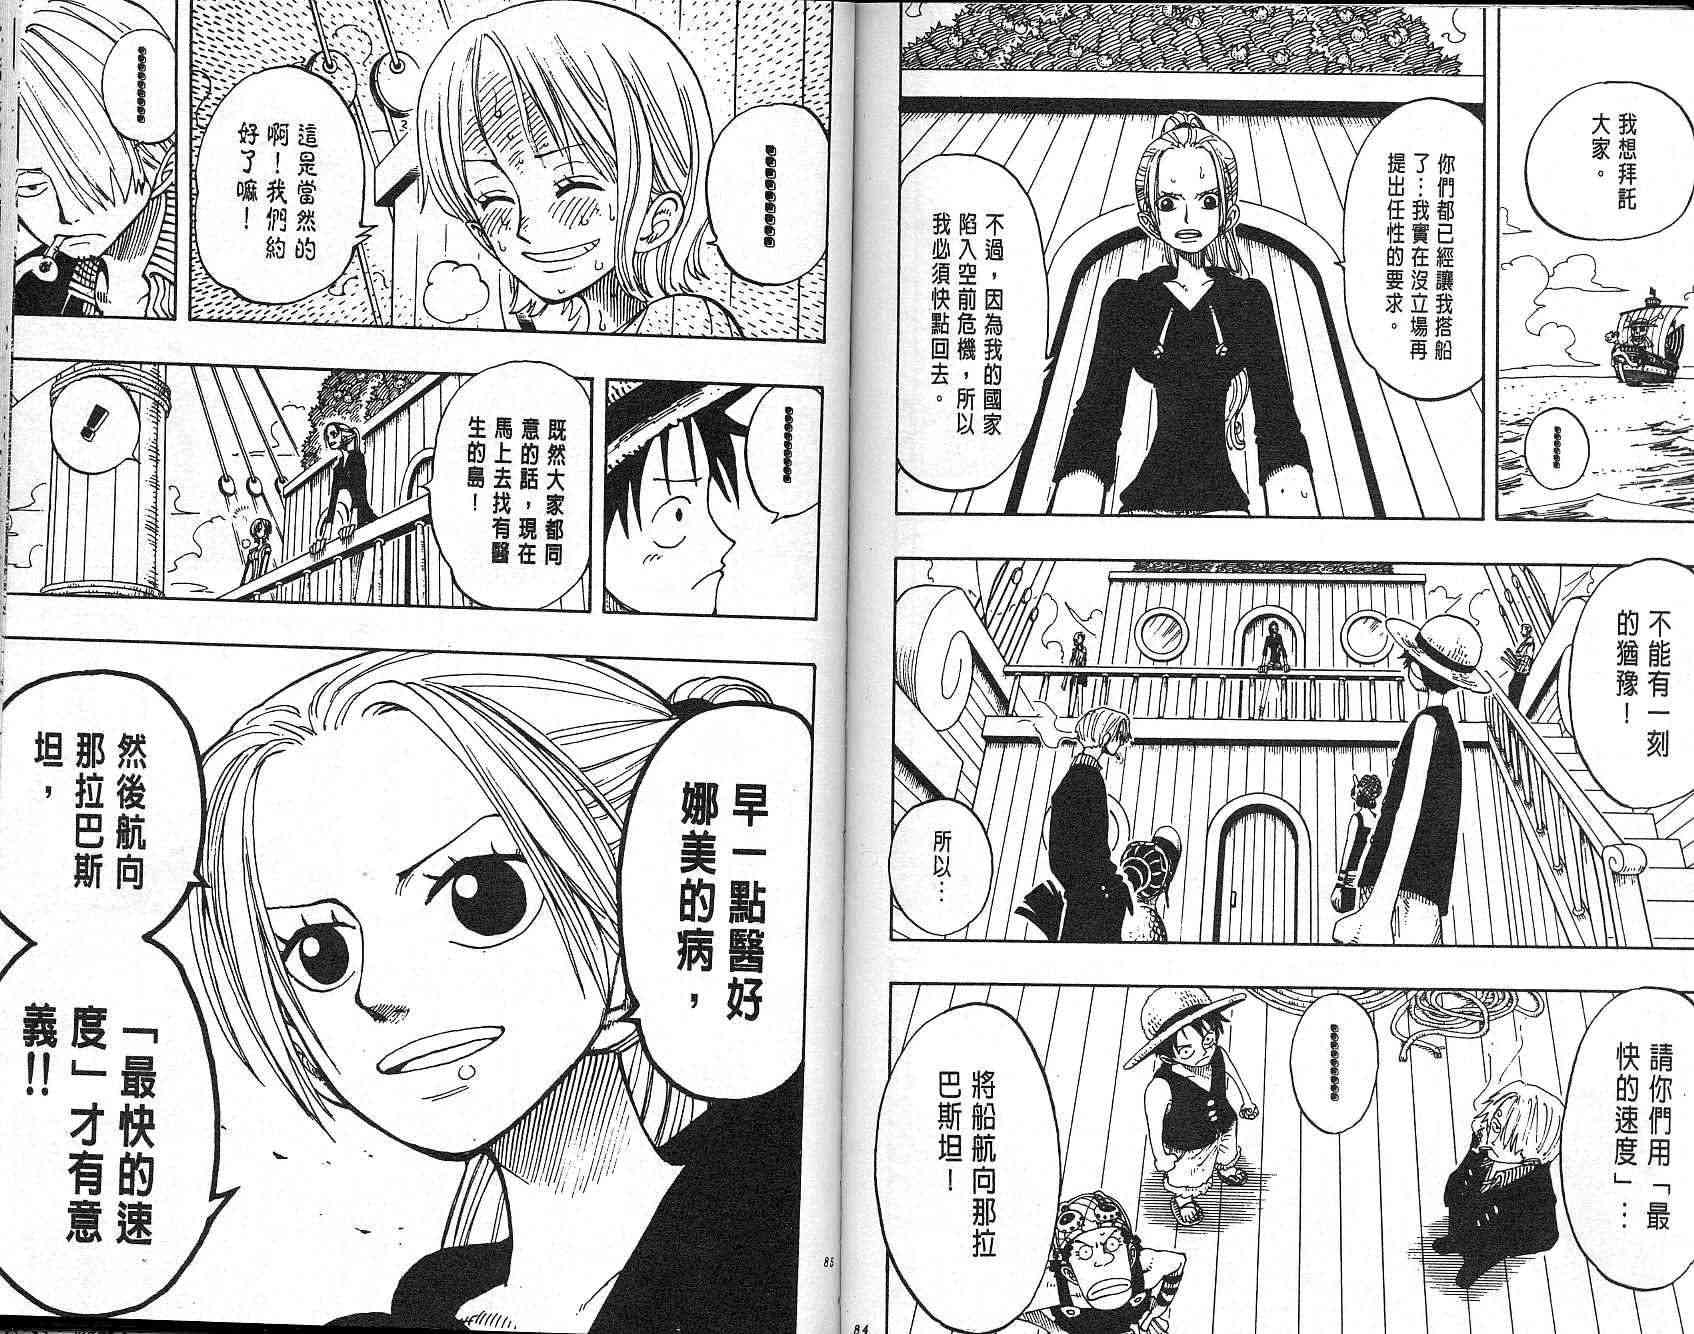 我想拜託
大家。
………
你們都已經讓我搭船
了…我實在沒立場再
提出任性的要求。
不過，因為我的國家
陷入空前危機，所以
我必須快點回去。
不能有一刻
的猶豫！
所以…
請你們用「最
快的速度」…
………
將船航向那拉
巴斯坦！
84
………
這是當然的
啊！我們約
好了嘛！
………
………
既然大家都同
意的話，現在
馬上去找有醫
生的島！
！
早一點醫好
娜美的病，
然後航向
那拉巴斯
坦，
「最快的速
度」才有意
義!!
85